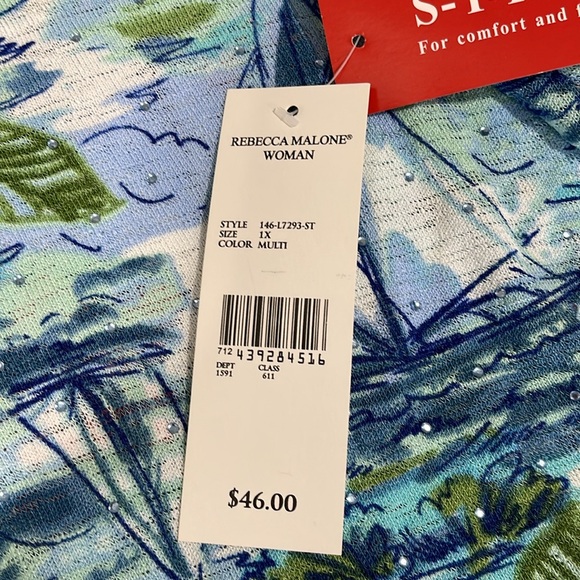 For comfort and
REBECCA MALONE®
WOMAN
STYLE 146-L7293-ST
SIZE 1X
COLOR MULTI
712 439284516
DEPT CLASS
1591 611
$46.00